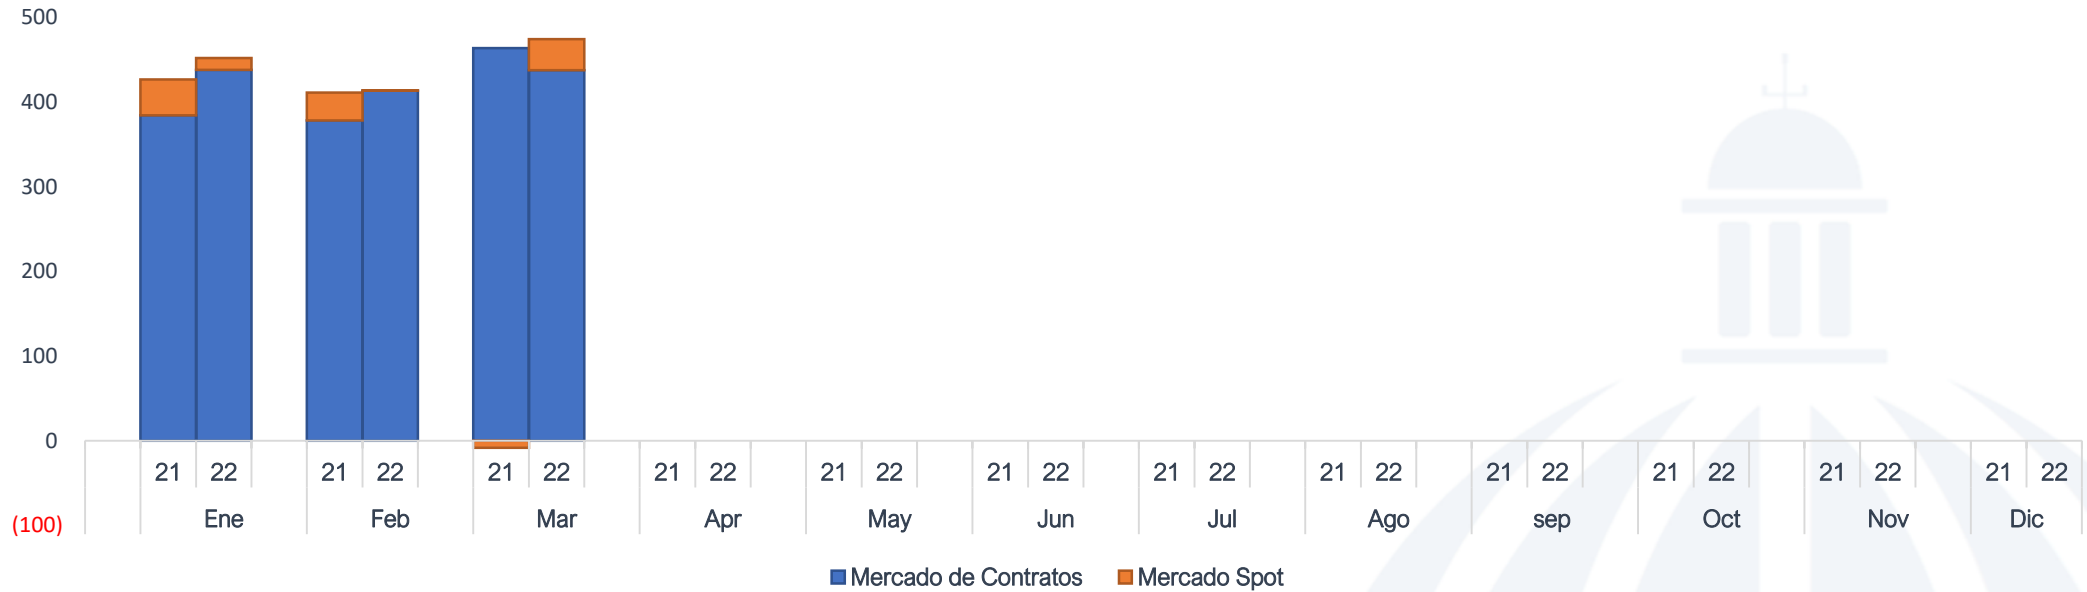 500
400
300
200
100
0
(100)
21 22 21 22 21 22 21 22 21 22 21 22 21 22 21 22 21 22 21 22 21 22 21 22
Ene Feb Mar Apr May Jun Jul Ago sep Oct Nov Dic
Mercado de Contratos Mercado Spot